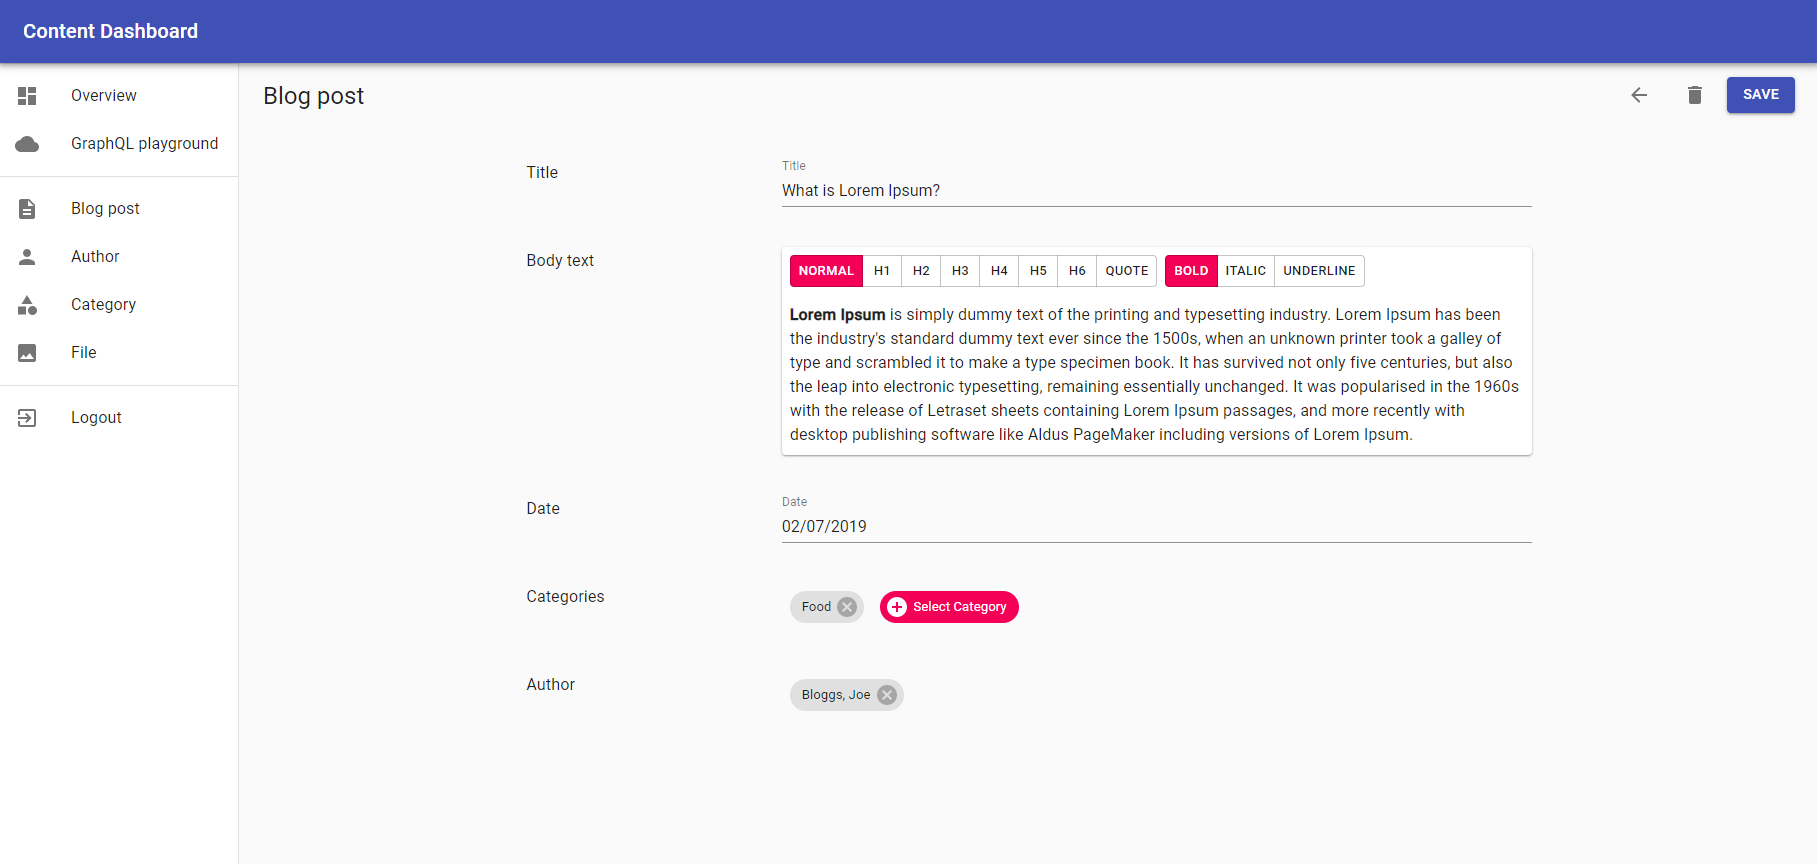 Content Dashboard
Overview
GraphQL playground
Blog post
Author
Category
File
Logout
Blog post
SAVE
Title
Title
What is Lorem Ipsum?
Body text
NORMAL H1 H2 H3 H4 H5 H6 QUOTE BOLD ITALIC UNDERLINE
Lorem Ipsum is simply dummy text of the printing and typesetting industry. Lorem Ipsum has been
the industry's standard dummy text ever since the 1500s, when an unknown printer took a galley of
type and scrambled it to make a type specimen book. It has survived not only five centuries, but also
the leap into electronic typesetting, remaining essentially unchanged. It was popularised in the 1960s
with the release of Letraset sheets containing Lorem Ipsum passages, and more recently with
desktop publishing software like Aldus PageMaker including versions of Lorem Ipsum.
Date
Date
02/07/2019
Categories
Food
Select Category
Author
Bloggs, Joe